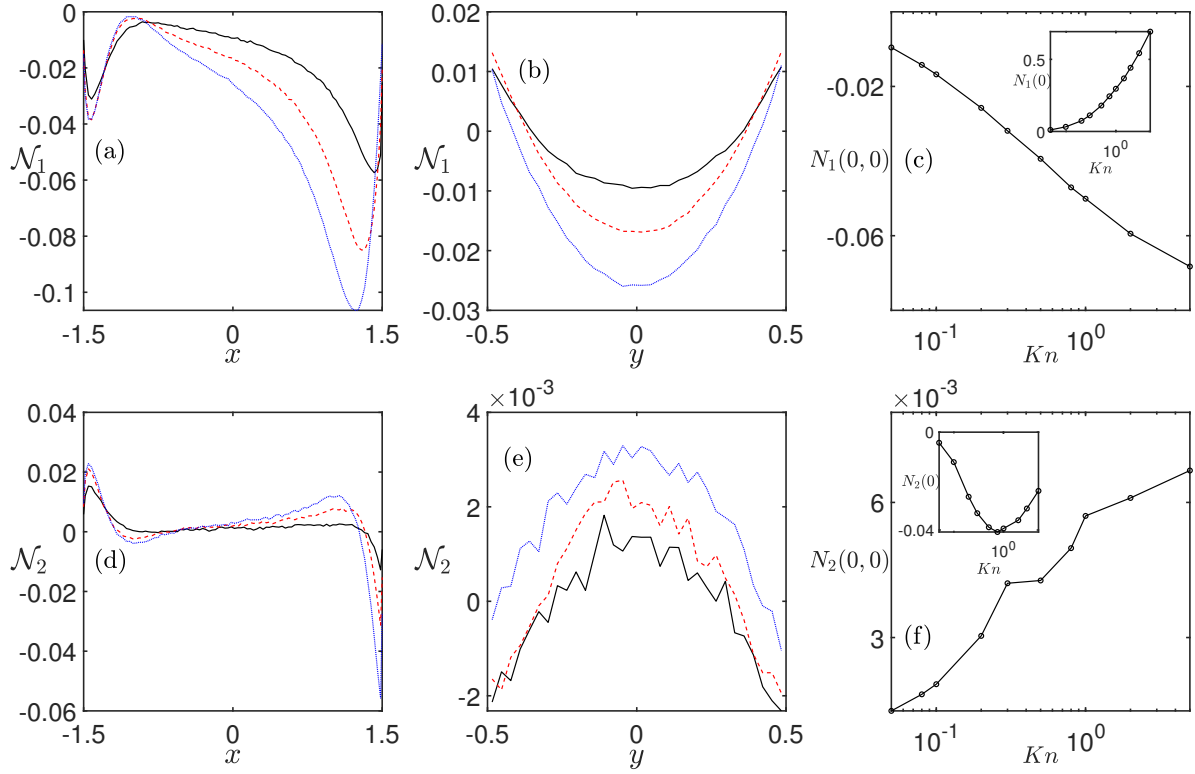 0
-0.02
-0.04
-0.06
-0.08
-0.1
𝒩1
(a)
-1.5
0
1.5
x
0.02
0.01
0
-0.01
-0.02
-0.03
𝒩1
(b)
-0.5
0
0.5
y
-0.02
-0.06
N1(0,0)
(c)
10^-1
10^0
Kn
0.5
0
N1(0)
10^0
Kn
0.04
0.02
0
-0.02
-0.04
-0.06
𝒩2
(d)
-1.5
0
1.5
x
×10^-3
4
2
0
-2
𝒩2
(e)
-0.5
0
0.5
y
×10^-3
6
3
N2(0,0)
(f)
10^-1
10^0
Kn
0
-0.04
N2(0)
10^0
Kn